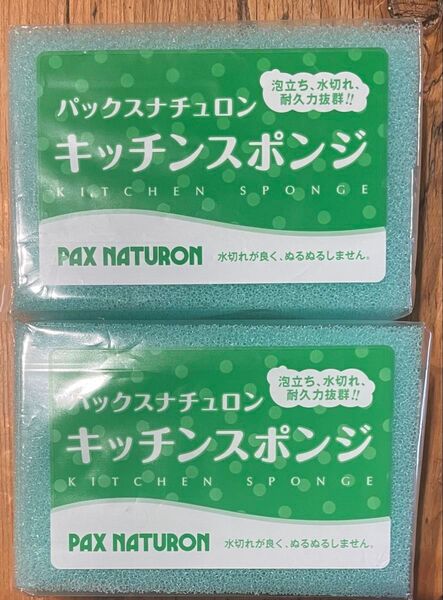 泡立ち、水切れ、
耐久力抜群!!
パックスナチュロン
キッチンスポンジ
KITCHEN SPONGE
PAX NATURON 水切れが良く、ぬるぬるしません。
泡立ち、水切れ、
耐久力抜群!!
パックスナチュロン
キッチンスポンジ
KITCHEN SPONGE
PAX NATURON 水切れが良く、ぬるぬるしません。